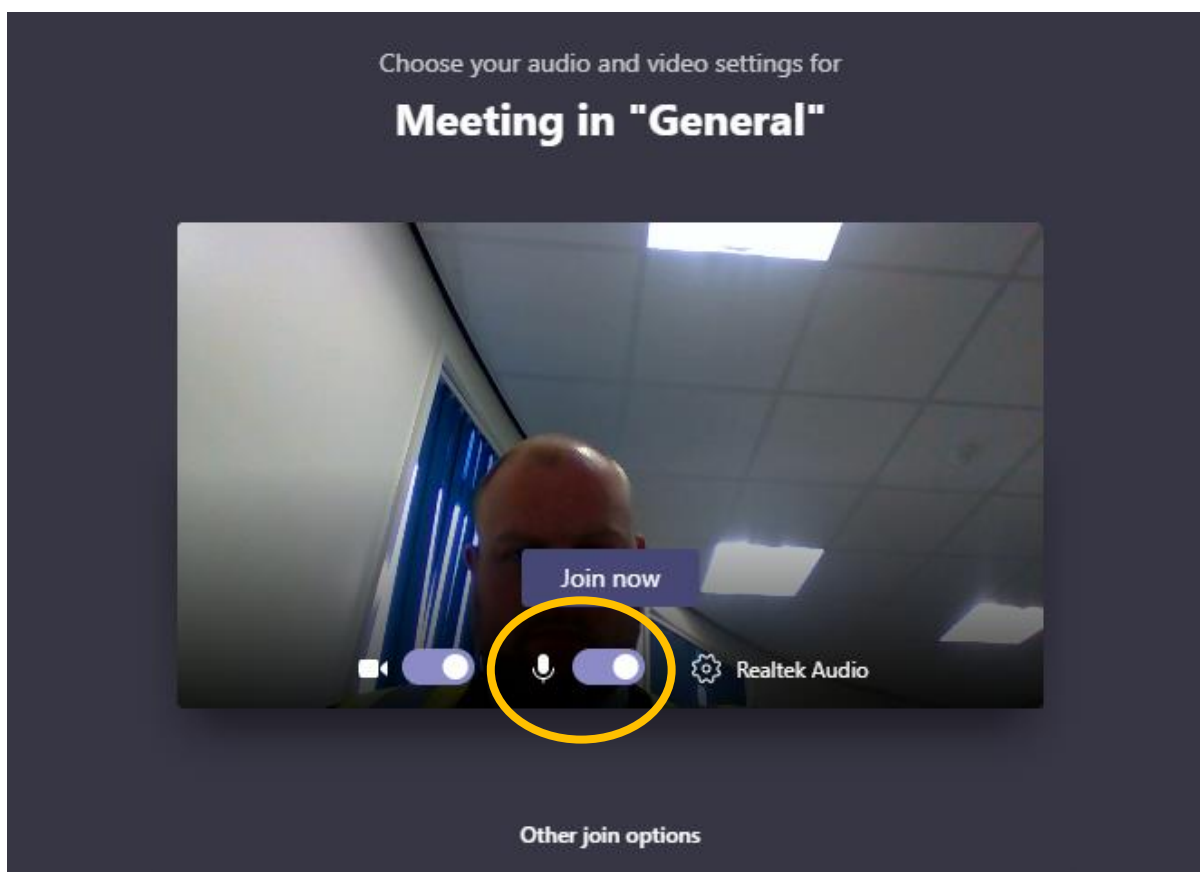 Choose your audio and video settings for
Meeting in "General"
Join now
Realtek Audio
Other join options